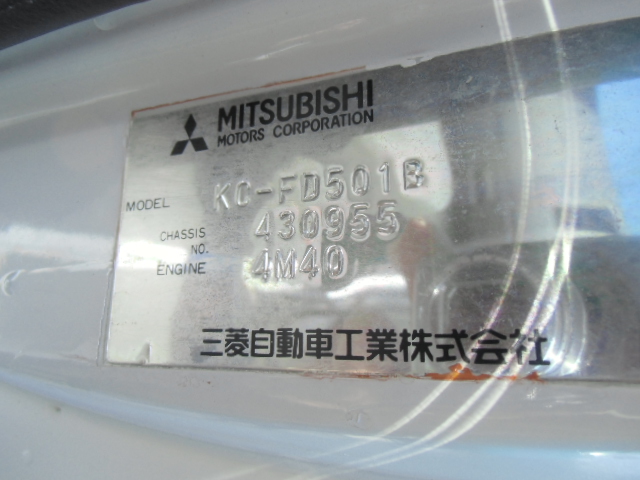 MITSUBISHI
MOTORS CORPORATION
MODEL KC-FD501B
CHASSIS NO. 430955
ENGINE 4M40
三菱自動車工業株式会社